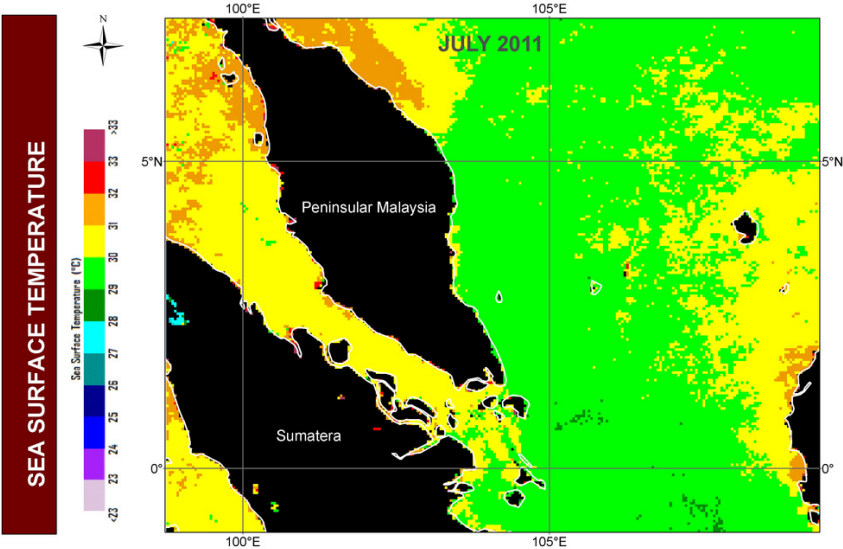 SEA SURFACE TEMPERATURE
N
Sea Surface Temperature (°C)
>33
33
32
31
30
29
28
27
26
25
24
23
<23
100°E
105°E
JULY 2011
5°N
5°N
Peninsular Malaysia
Sumatera
0°
0°
100°E
105°E